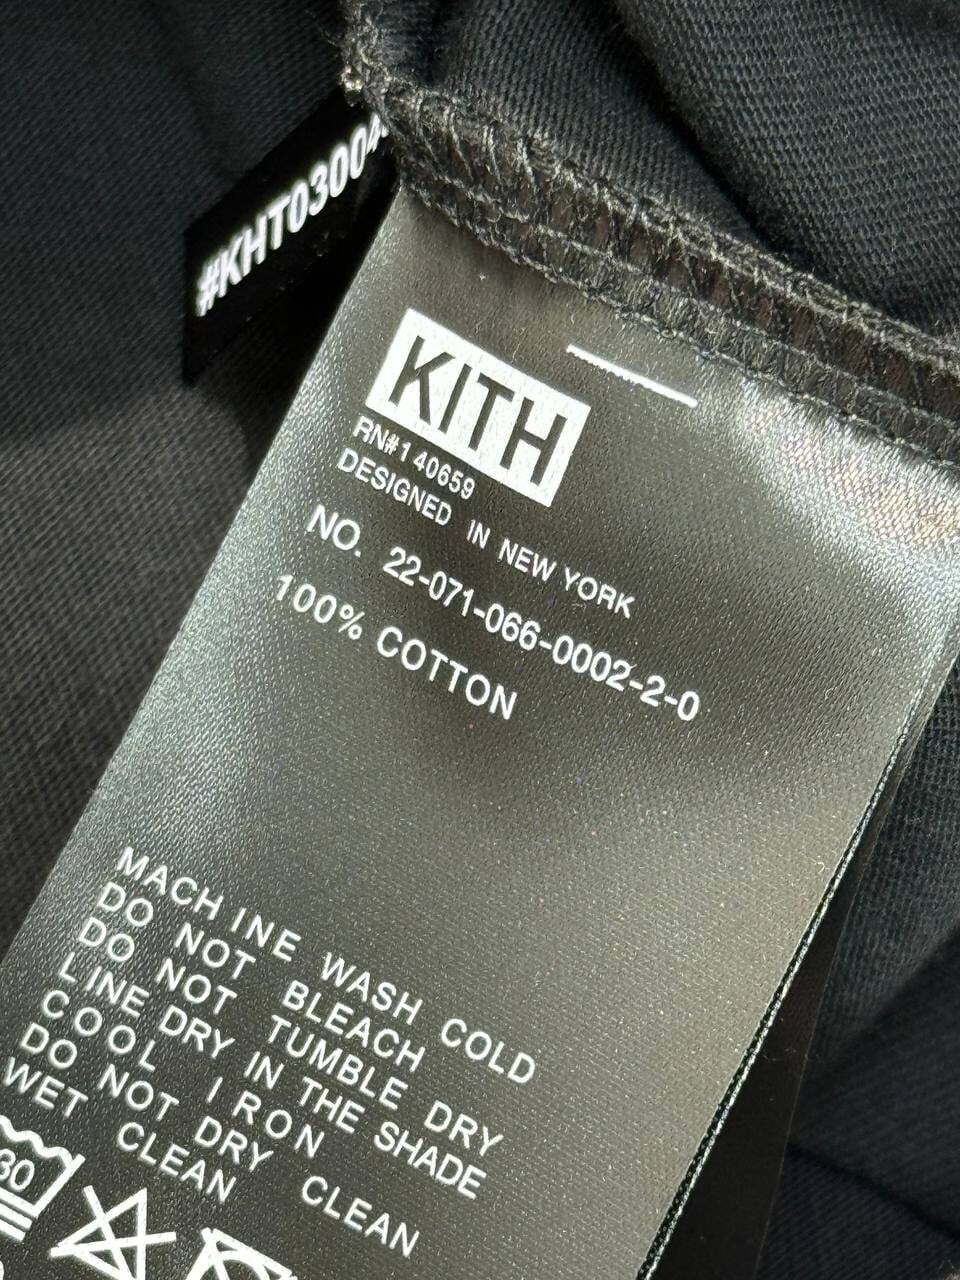 #KHT03004
KITH
RN#140659
DESIGNED IN NEW YORK
NO. 22-071-066-0002-2-0
100% COTTON
MACHINE WASH COLD
DO NOT BLEACH
DO NOT TUMBLE DRY
LINE DRY IN THE SHADE
COOL IRON
DO NOT DRY CLEAN
WET CLEAN
30